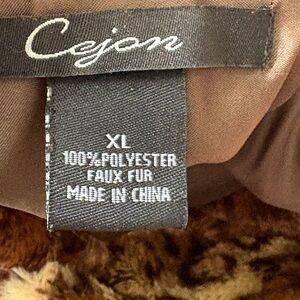 Cejon
XL
100%POLYESTER
FAUX FUR
MADE IN CHINA